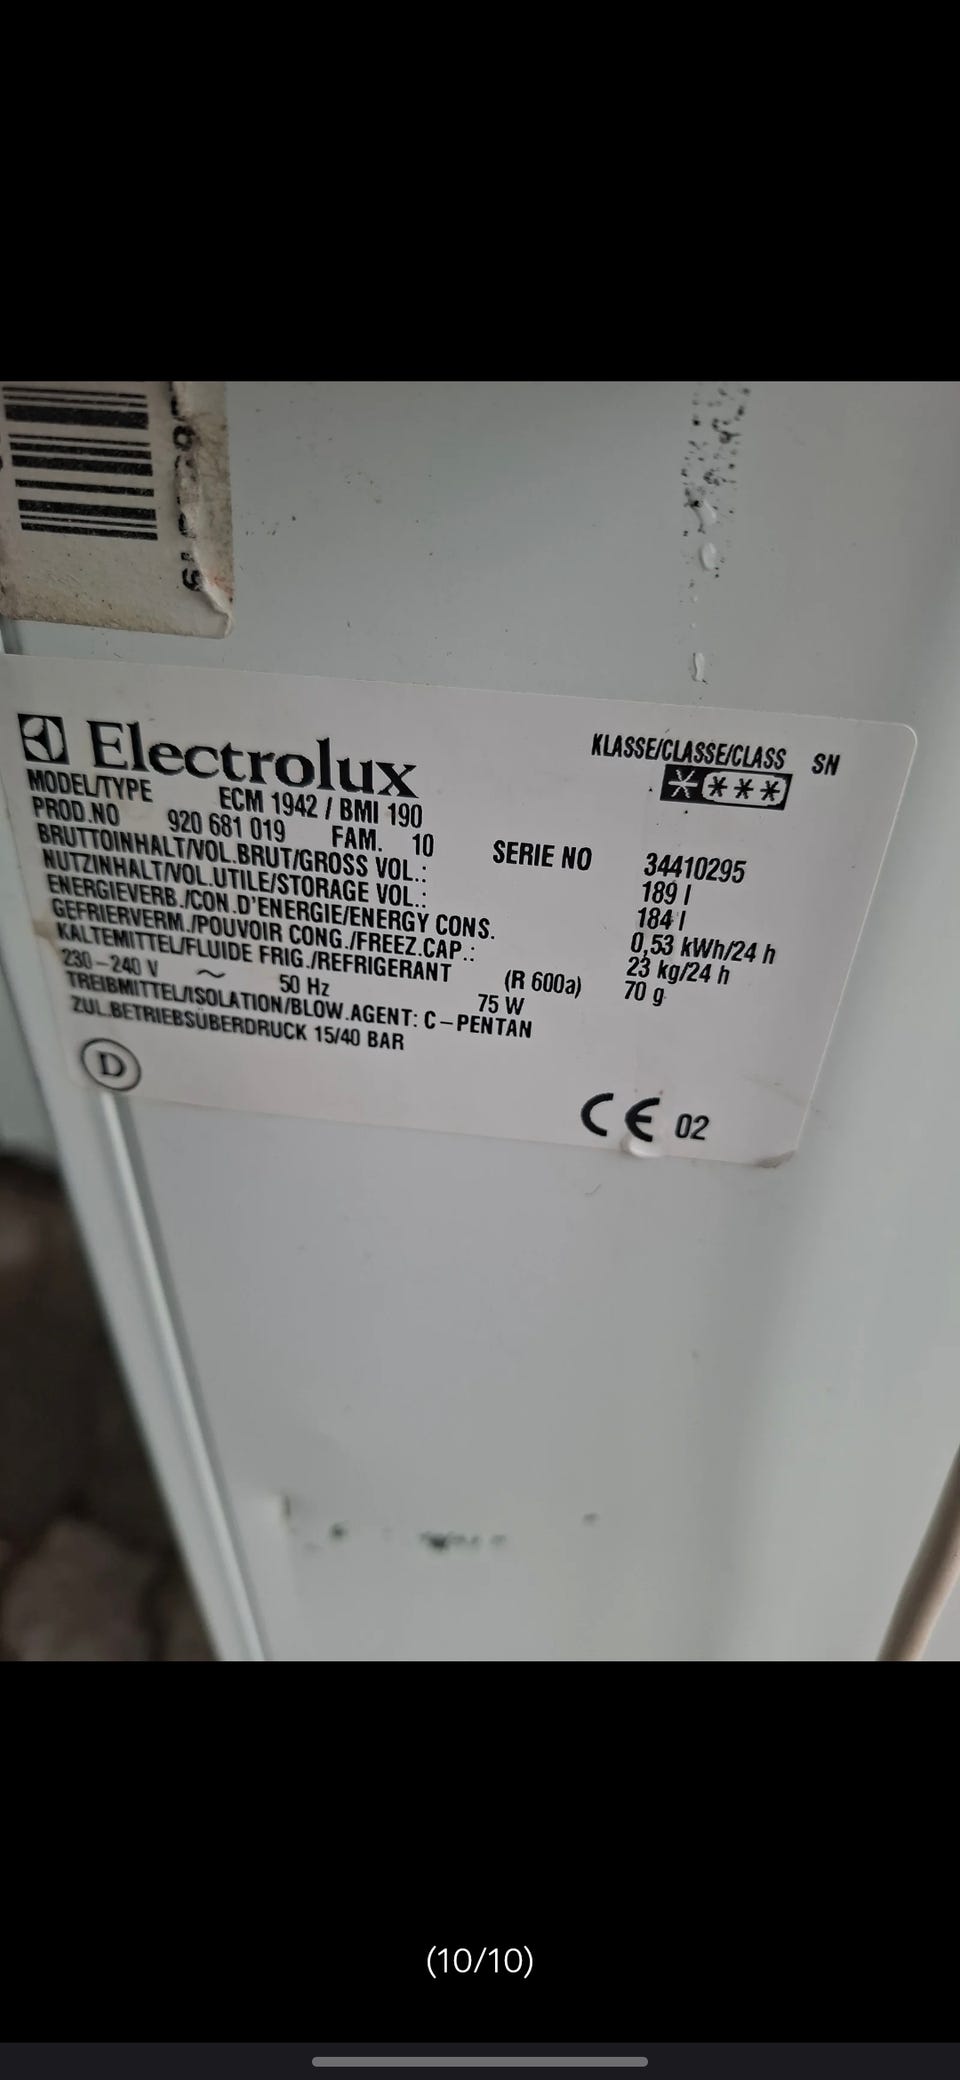 Electrolux
KLASSE/CLASSE/CLASS SN
MODEL/TYPE ECM 1942 / BMI 190
PROD.NO 920 681 019 FAM. 10 SERIE NO 34410295
BRUTTOINHALT/VOL.BRUT/GROSS VOL.: 189 l
NUTZINHALT/VOL.UTILE/STORAGE VOL.: 184 l
ENERGIEVERB./CON.D'ENERGIE/ENERGY CONS. 0,53 kWh/24 h
GEFRIERVERM./POUVOIR CONG./FREEZ.CAP.: 23 kg/24 h
KALTEMITTEL/FLUIDE FRIG./REFRIGERANT (R 600a) 70 g
230-240 V ~ 50 Hz 75 W
TREIBMITTEL/ISOLATION/BLOW.AGENT: C-PENTAN
ZUL.BETRIEBSÜBERDRUCK 15/40 BAR
D
CE 02
(10/10)